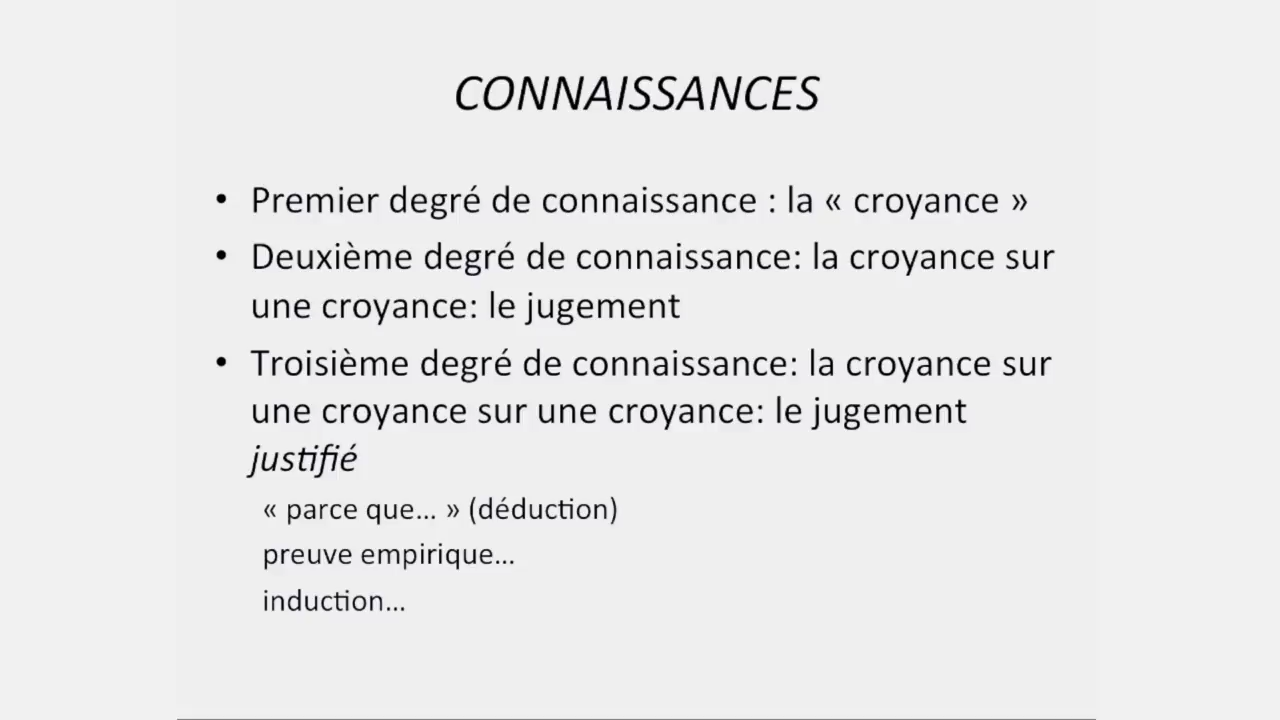 CONNAISSANCES
• Premier degré de connaissance : la « croyance »
• Deuxième degré de connaissance: la croyance sur
une croyance: le jugement
• Troisième degré de connaissance: la croyance sur
une croyance sur une croyance: le jugement
justifié
« parce que... » (déduction)
preuve empirique...
induction...